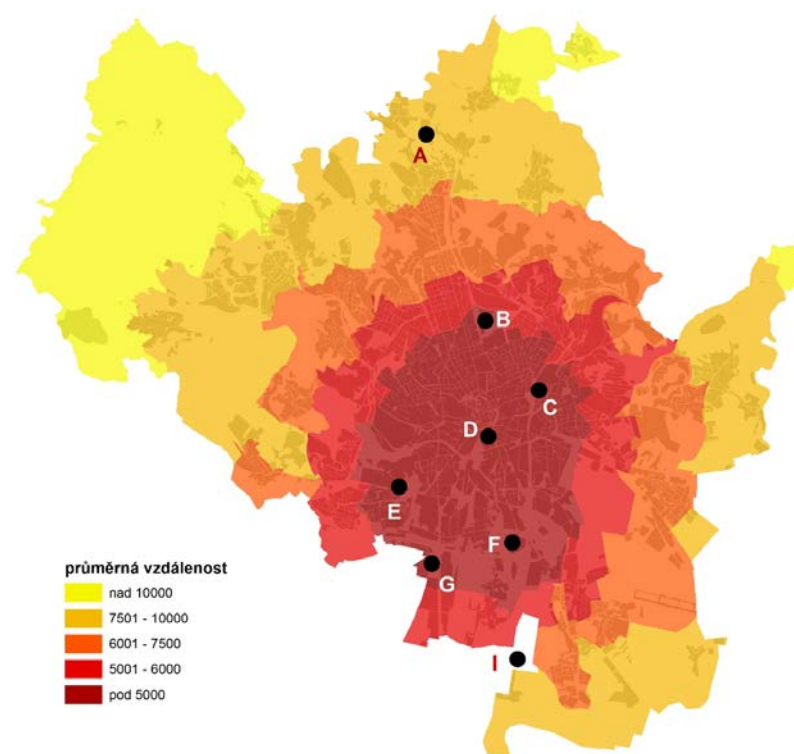 A
B
C
D
E
F
G
I
průměrná vzdálenost
nad 10000
7501 - 10000
6001 - 7500
5001 - 6000
pod 5000